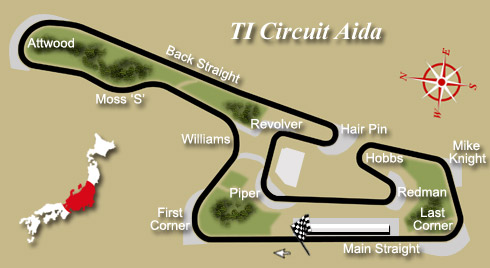 TI Circuit Aida
Attwood
Back Straight
Moss 'S'
Williams
Revolver
Hair Pin
Hobbs
Mike
Knight
Piper
Redman
First
Corner
Last
Corner
Main Straight
N
E
S
W